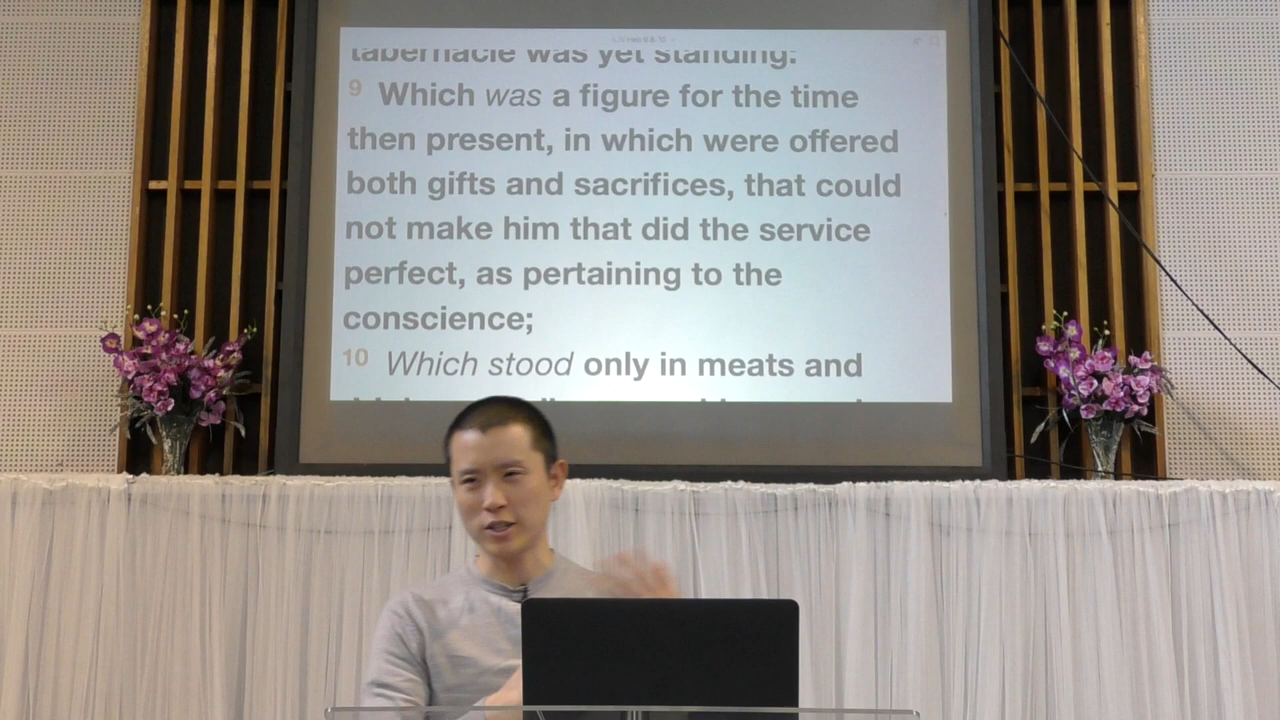 tabernacle was yet standing:
9 Which was a figure for the time
then present, in which were offered
both gifts and sacrifices, that could
not make him that did the service
perfect, as pertaining to the
conscience;
10 Which stood only in meats and